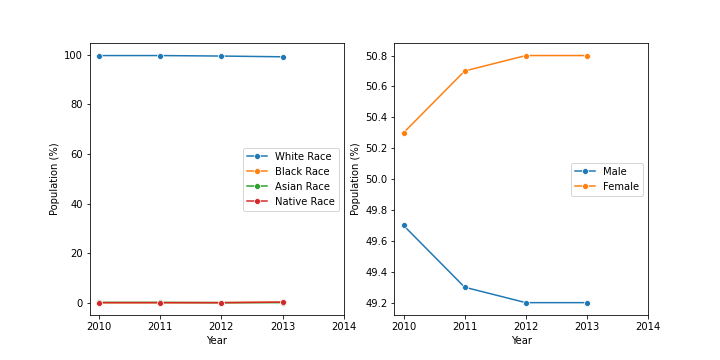 100
80
60
40
20
0
Population (%)
2010 2011 2012 2013 2014
Year
White Race
Black Race
Asian Race
Native Race
50.8
50.6
50.4
50.2
50.0
49.8
49.6
49.4
49.2
Population (%)
2010 2011 2012 2013 2014
Year
Male
Female